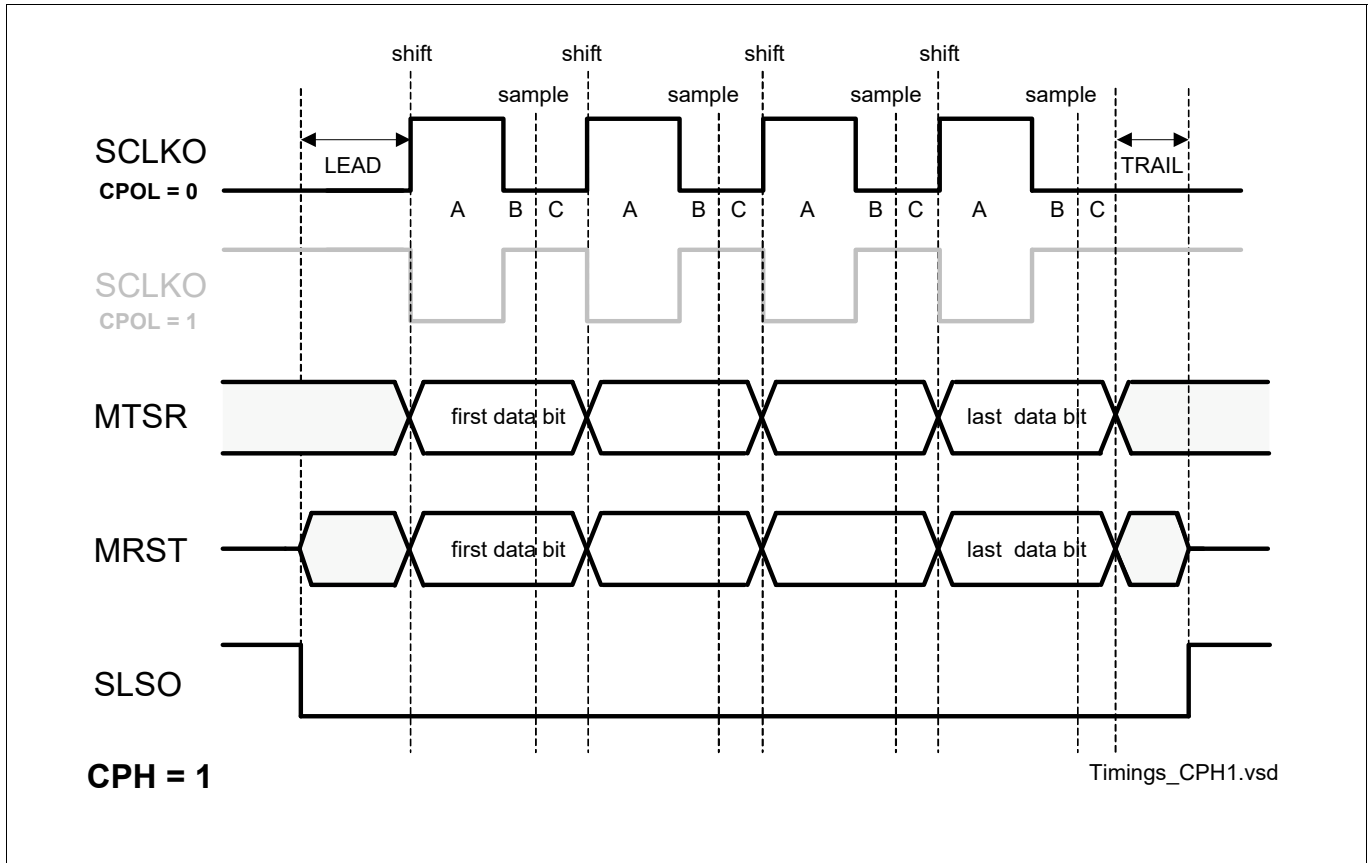 shift shift shift shift
sample sample sample sample
SCLKO
CPOL = 0
LEAD
TRAIL
A B C A B C A B C A B C
SCLKO
CPOL = 1
MTSR
first data bit
last data bit
MRST
first data bit
last data bit
SLSO
CPH = 1
Timings_CPH1.vsd